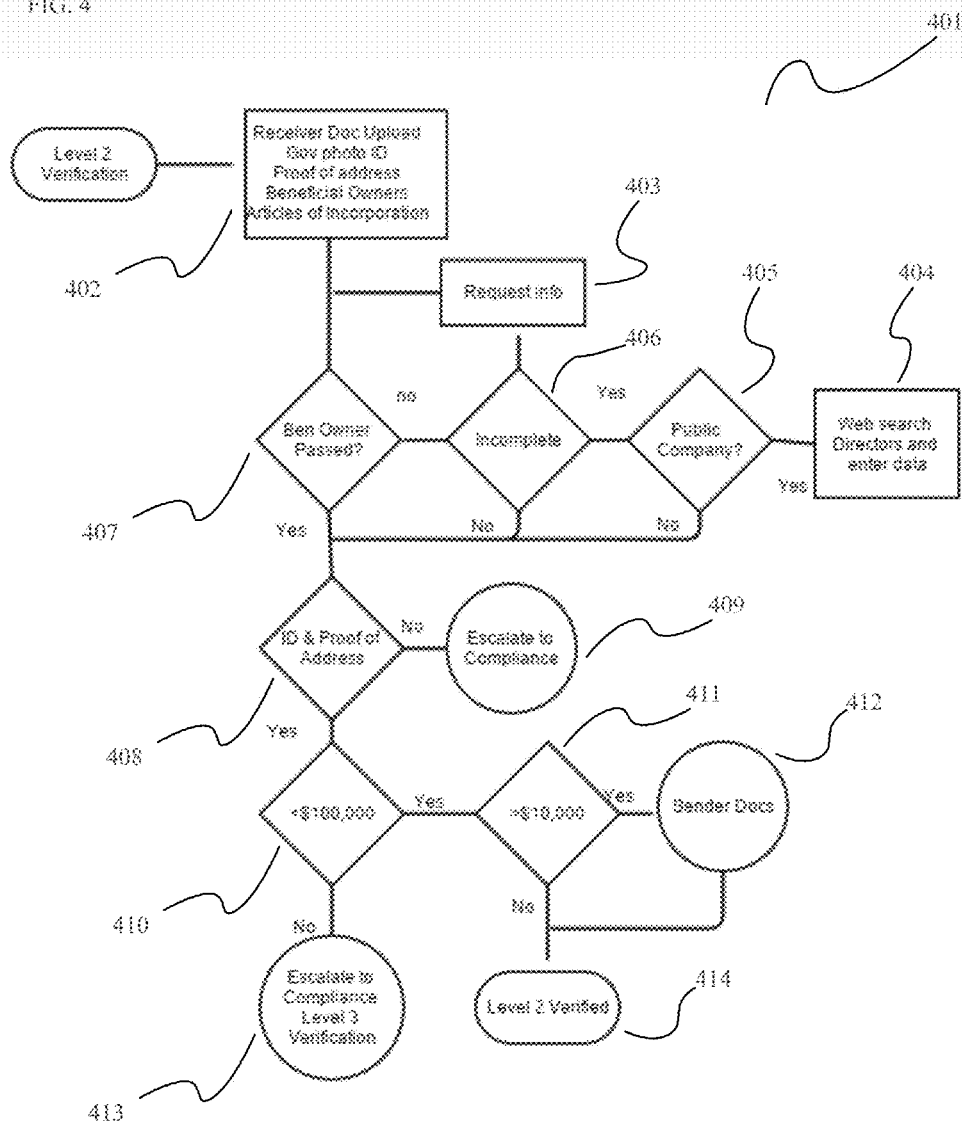 FIG. 4
401
Level 2
Verification
Receiver Doc Upload
Gov photo ID
Proof of address
Beneficial Owners
Articles of Incorporation
402
403
Request info
405
404
406
Ben Owner
Passed?
no
Incomplete
Yes
Public
Company?
Yes
Web search
Directors and
enter data
407
Yes
No
No
ID & Proof of
Address
No
Escalate to
Compliance
409
408
Yes
411
412
<$100,000
Yes
>$10,000
Yes
Sender Docs
410
No
No
Escalate to
Compliance
Level 3
Verification
Level 2 Verified
414
413